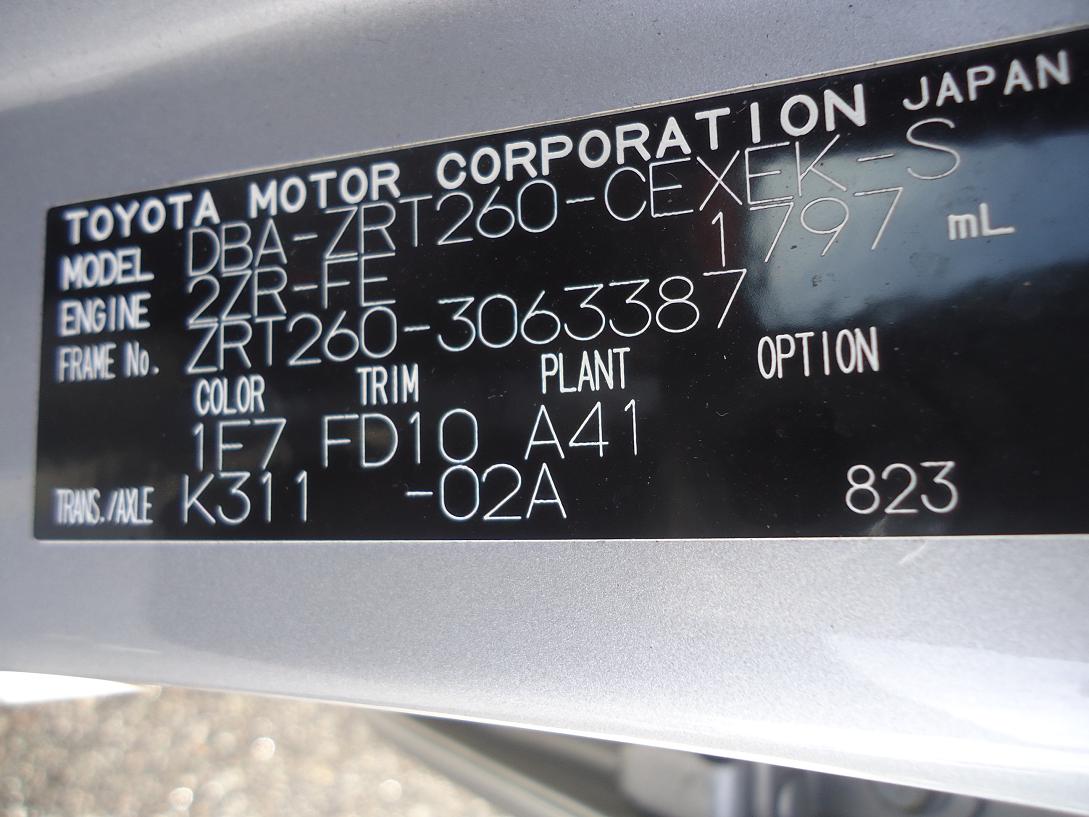 TOYOTA MOTOR CORPORATION JAPAN
MODEL DBA-ZRT260-CEXEK-S
ENGINE 2ZR-FE 1797 mL
FRAME No. ZRT260-3063387
COLOR TRIM PLANT OPTION
1F7 FD10 A41
TRANS./AXLE K311 -02A 823